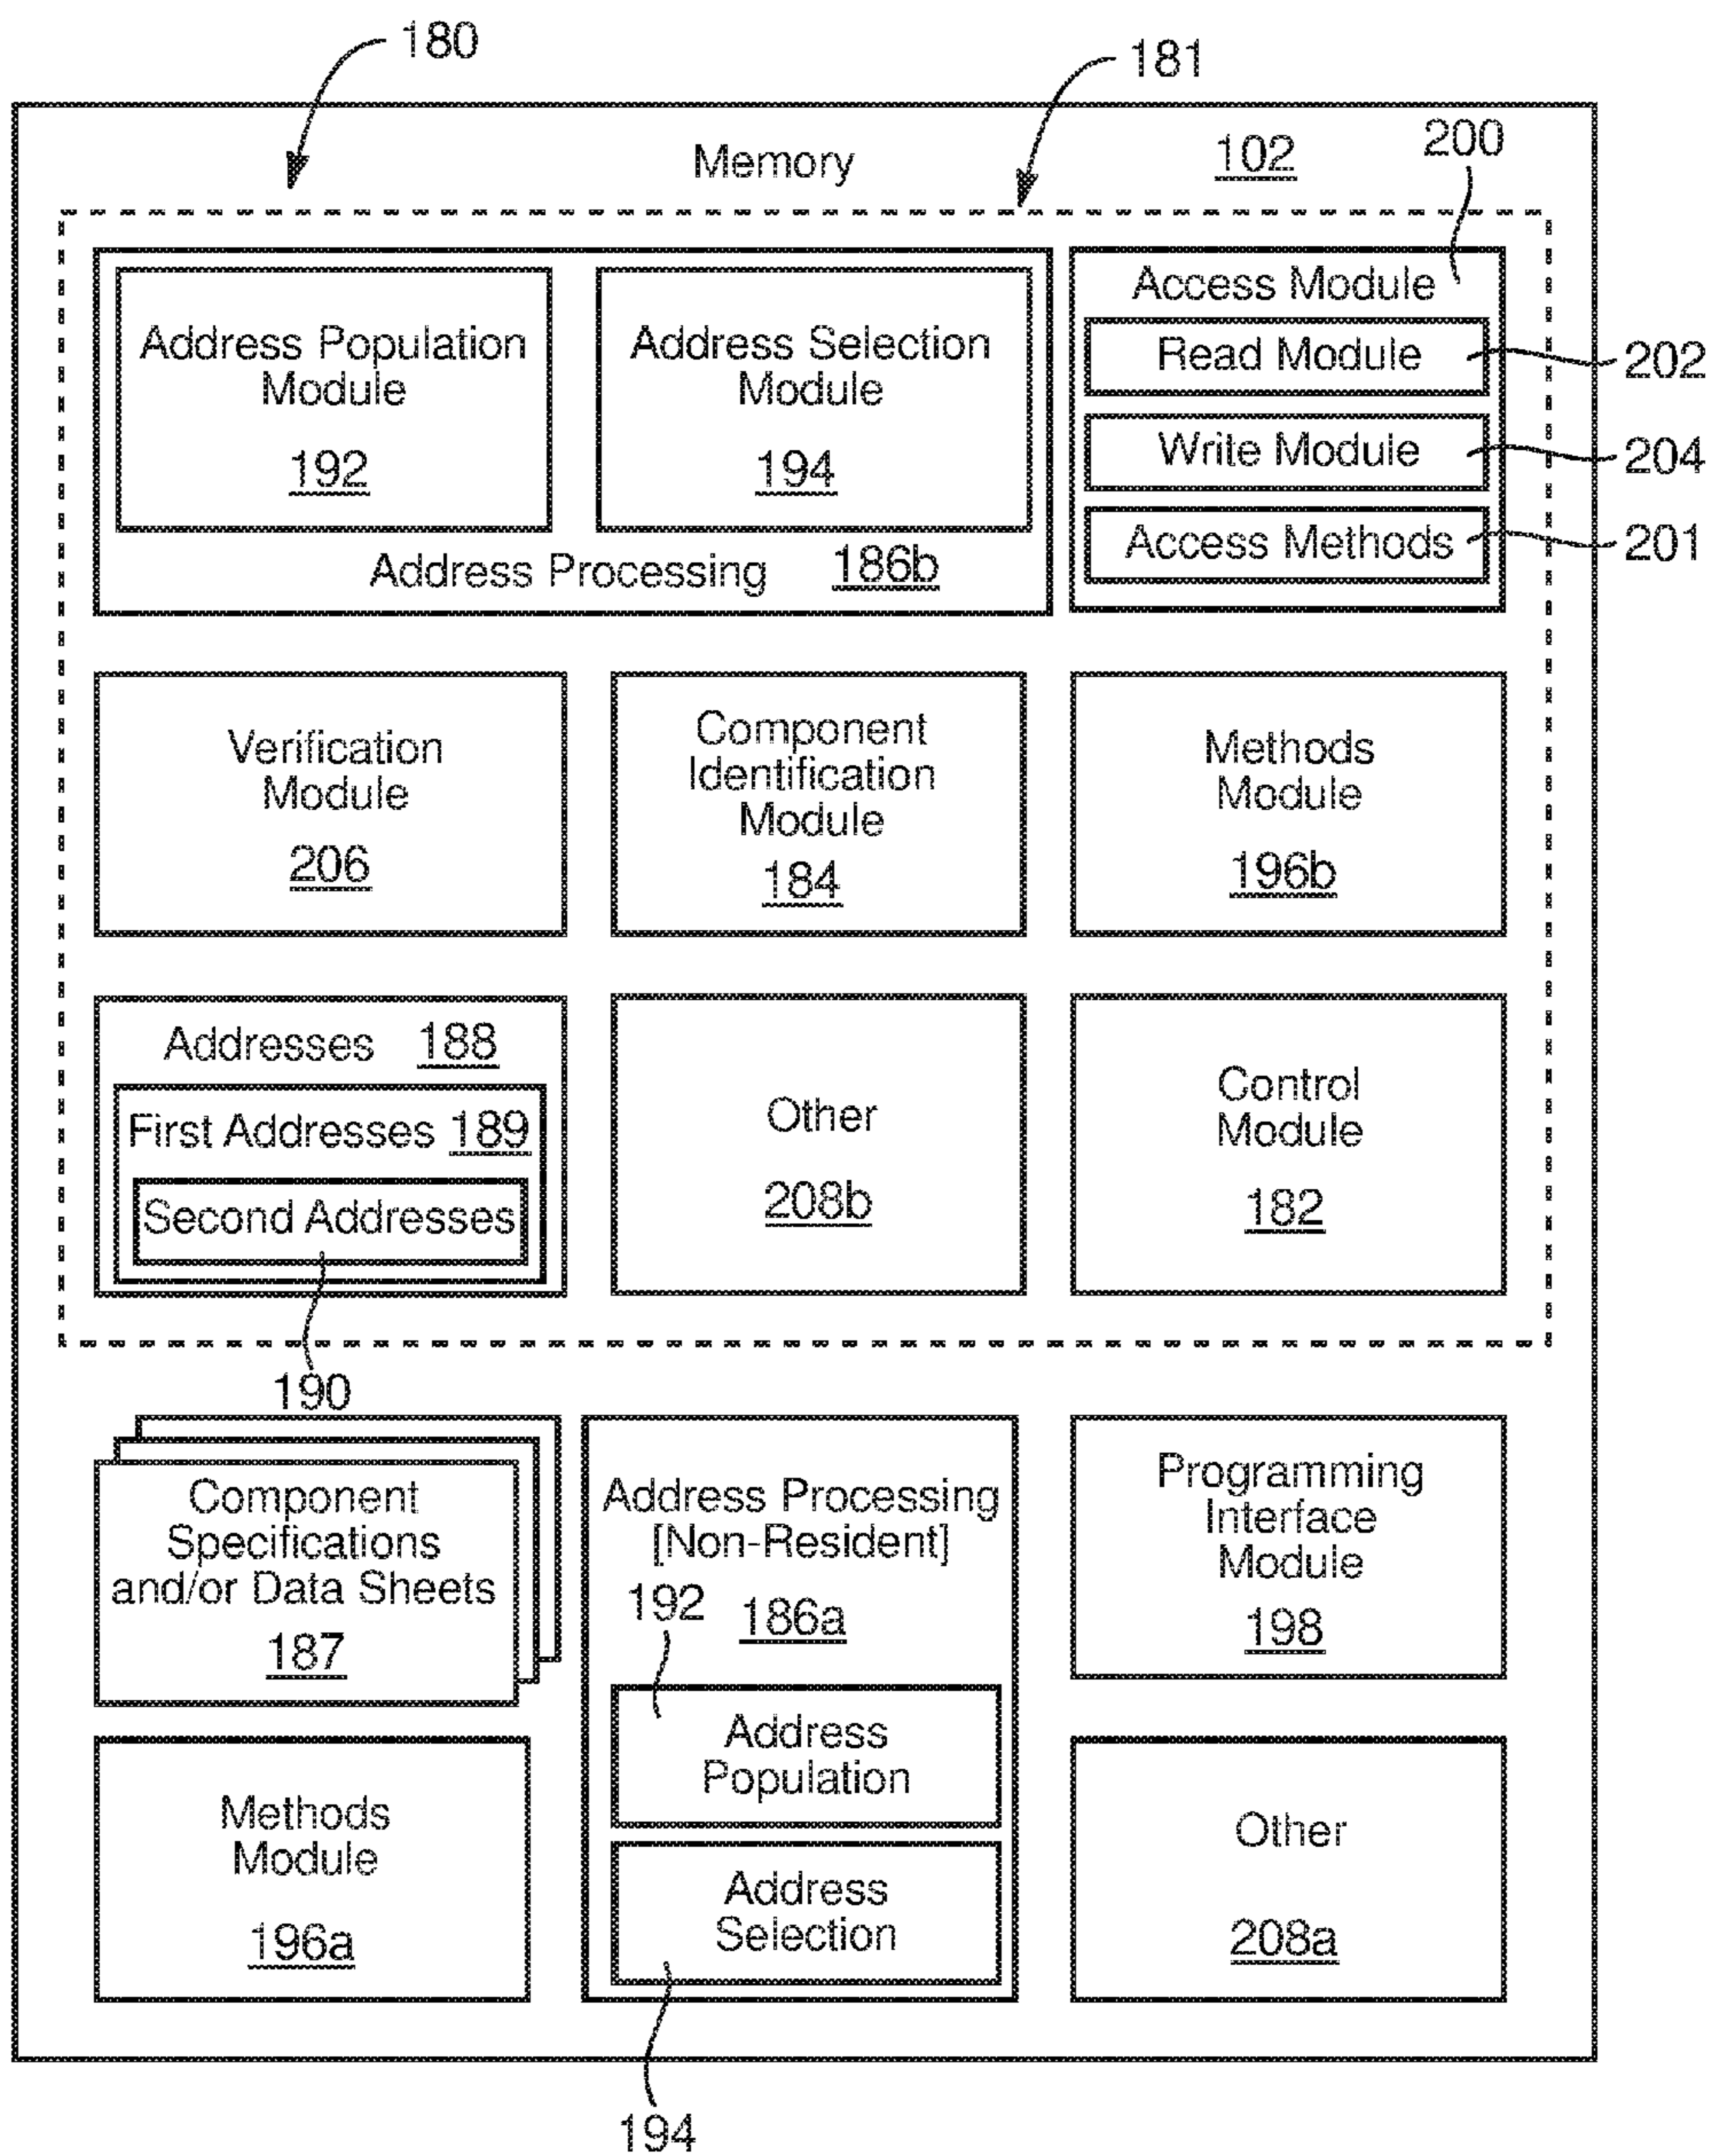 180
181
Memory
102
200
Address Population
Module
192
Address Selection
Module
194
Address Processing
186b
Access Module
Read Module
202
Write Module
204
Access Methods
201
Verification
Module
206
Component
Identification
Module
184
Methods
Module
196b
Addresses
188
First Addresses
189
Second Addresses
190
Other
208b
Control
Module
182
Component
Specifications
and/or Data Sheets
187
Address Processing
[Non-Resident]
192
186a
Address
Population
Address
Selection
194
Programming
Interface
Module
198
Methods
Module
196a
Other
208a